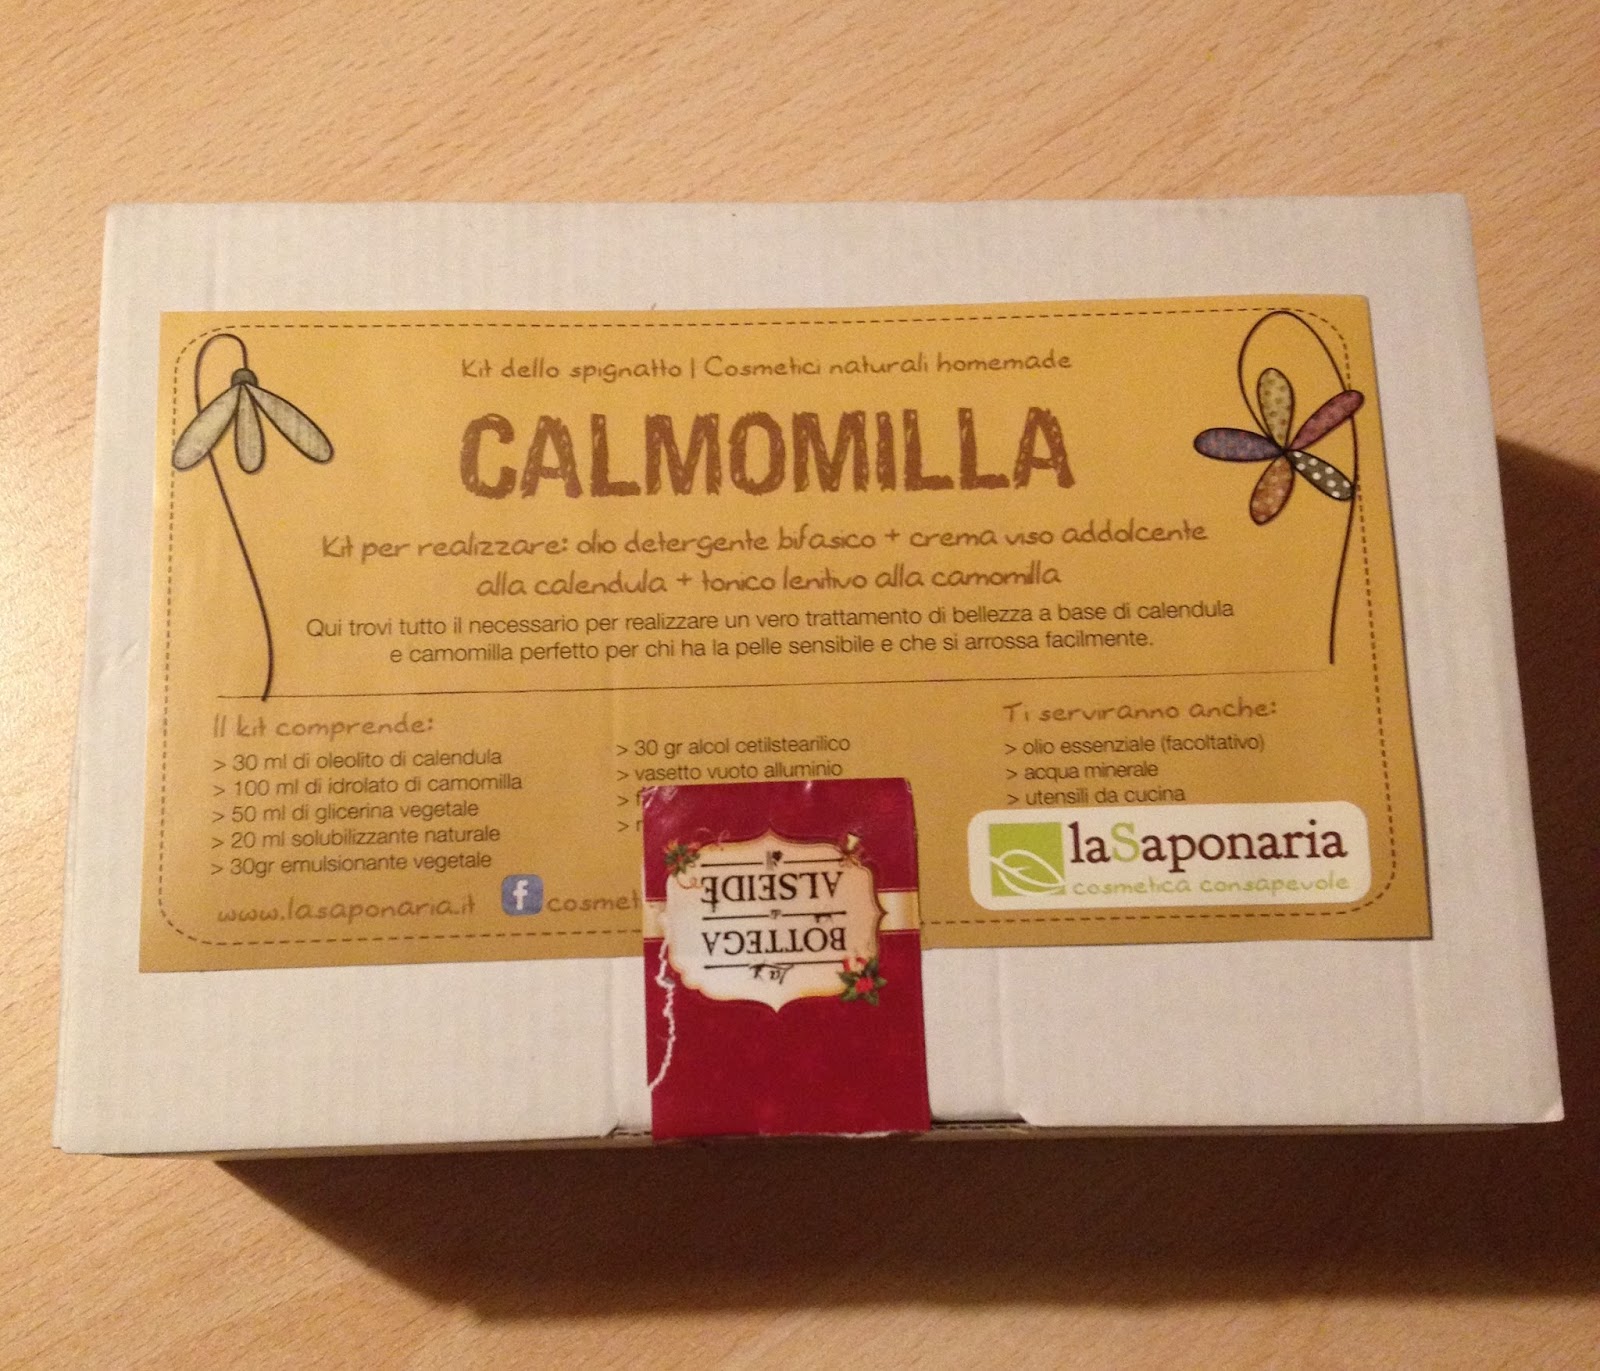 Kit dello spignatto | Cosmetici naturali homemade
CALMOMILLA
Kit per realizzare: olio detergente bifasico + crema viso addolcente
alla calendula + tonico lenitivo alla camomilla
Qui trovi tutto il necessario per realizzare un vero trattamento di bellezza a base di calendula
e camomilla perfetto per chi ha la pelle sensibile e che si arrossa facilmente.
Il kit comprende:
> 30 ml di oleolito di calendula
> 100 ml di idrolato di camomilla
> 50 ml di glicerina vegetale
> 20 ml solubilizzante naturale
> 30gr emulsionante vegetale
> 30 gr alcol cetilstearilico
> vasetto vuoto alluminio
>
>
Ti serviranno anche:
> olio essenziale (facoltativo)
> acqua minerale
> utensili da cucina
www.lasaponaria.it
f cosmeti
laSaponaria
cosmetica consapevole
la
BOTTEGA
di
ALSEIDE